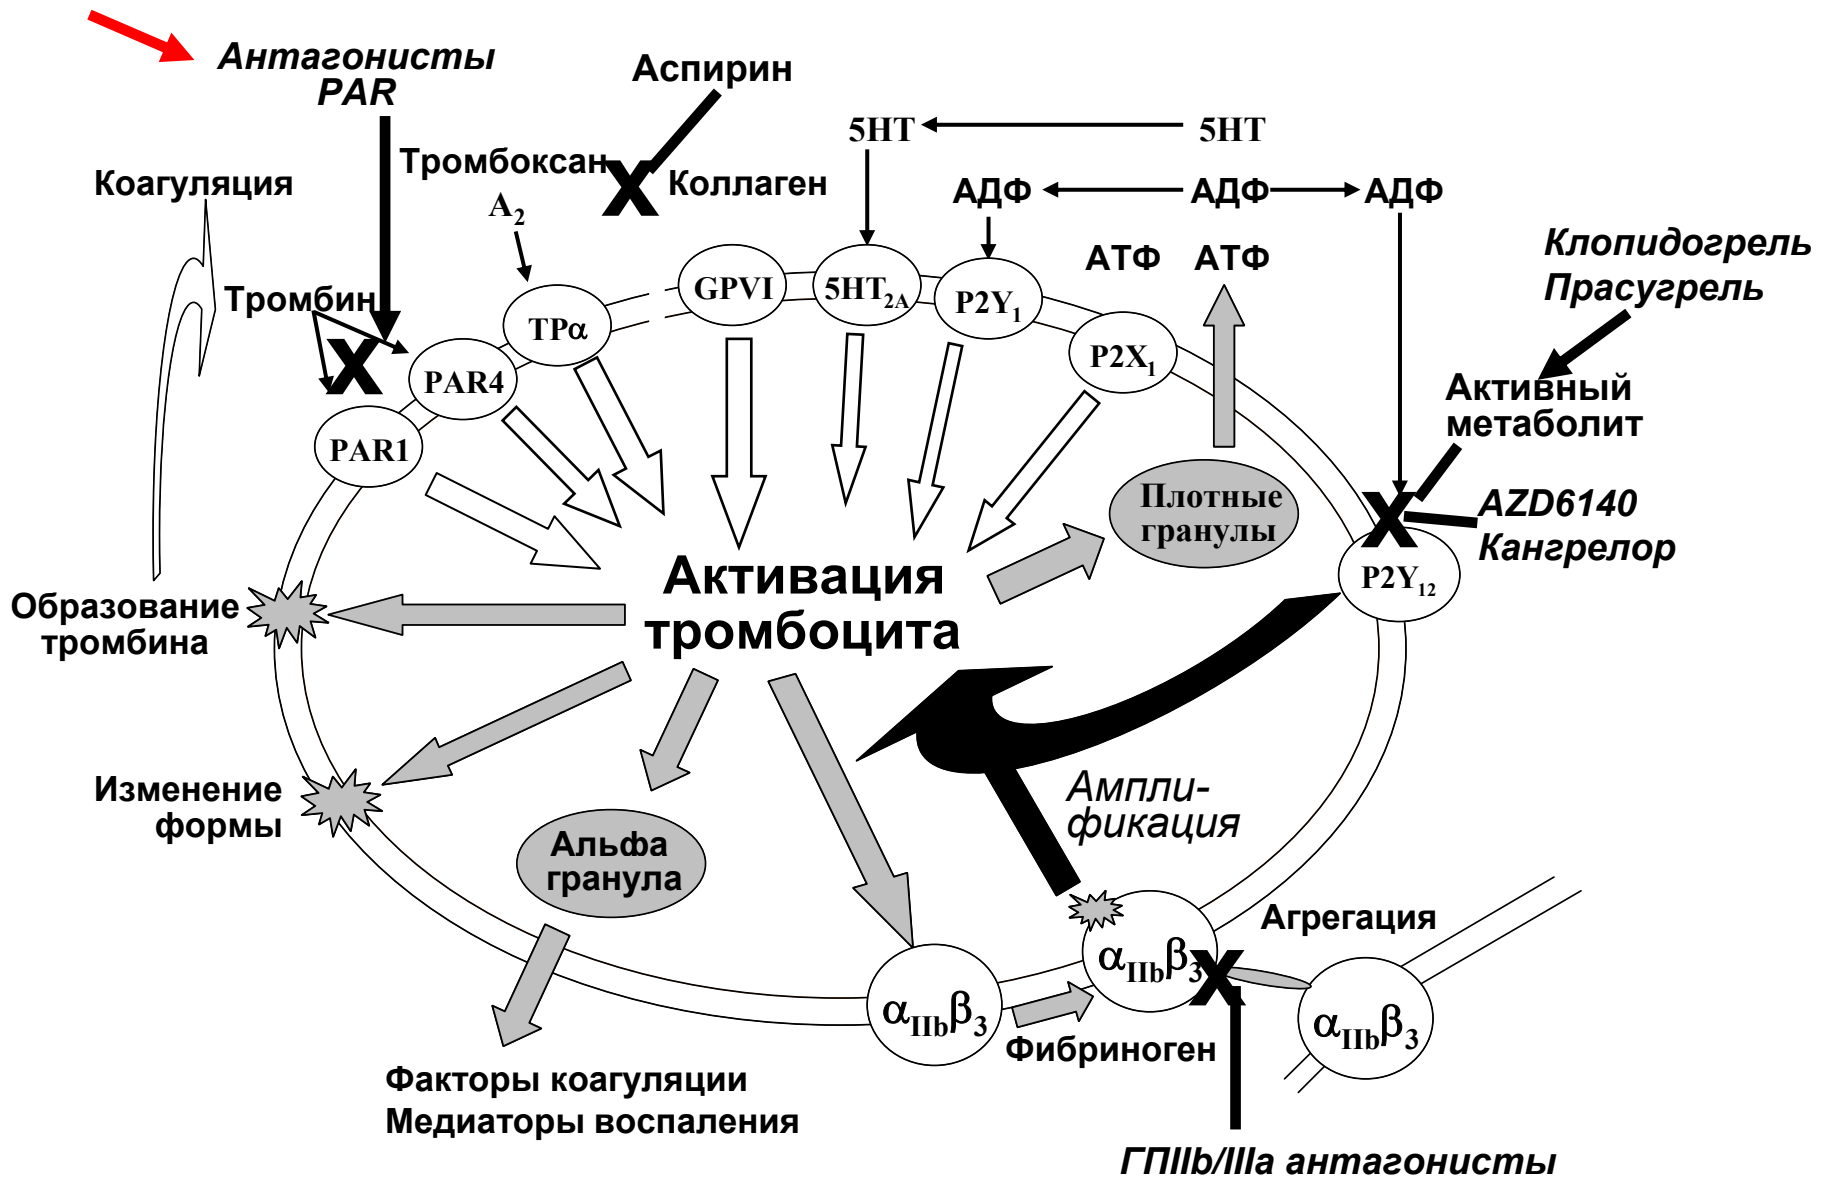 Антагонисты
PAR
Аспирин
5НТ
5НТ
Тромбоксан
A2
Коллаген
АДФ
АДФ
АДФ
Коагуляция
X
АТФ
АТФ
Клопидогрель
Прасугрель
Тромбин
GPVI
5HT2A
P2Y1
TPα
X
PAR4
P2X1
Активный
метаболит
PAR1
Плотные
гранулы
X
AZD6140
Кангрелор
P2Y12
Активация
тромбоцита
Образование
тромбина
Изменение
формы
Ампли-
фикация
Альфа
гранула
Агрегация
αIIbβ3
X
αIIbβ3
αIIbβ3
Фибриноген
Факторы коагуляции
Медиаторы воспаления
ГПIIb/IIIa антагонисты